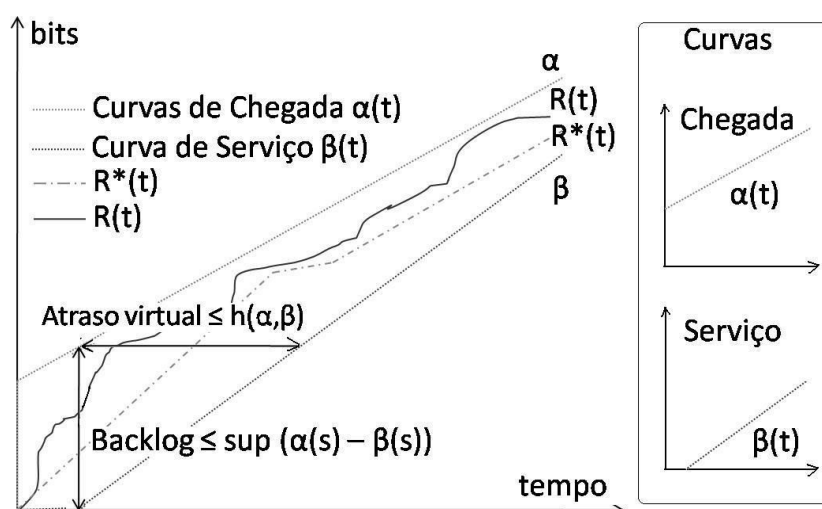 bits
Curvas de Chegada α(t)
Curva de Serviço β(t)
R*(t)
R(t)
α
R(t)
R*(t)
β
Atraso virtual ≤ h(α,β)
Backlog ≤ sup (α(s) – β(s))
tempo
Curvas
Chegada
α(t)
Serviço
β(t)